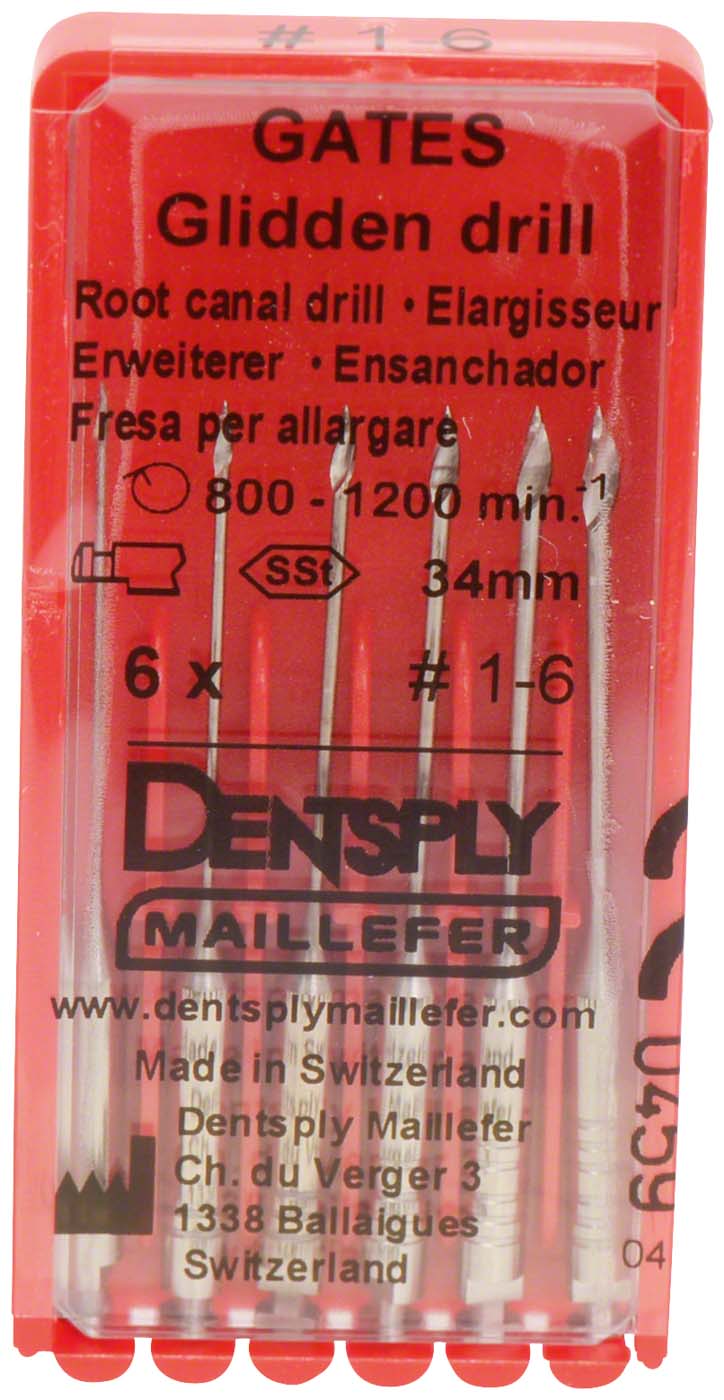 # 1-6
GATES
Glidden drill
Root canal drill • Elargisseur
Erweiterer • Ensanchador
Fresa per allargare
800 - 1200 min.-1
SSt 34mm
6 x # 1-6
DENTSPLY
MAILLEFER
www.dentsplymaillefer.com
Made in Switzerland
Dentsply Maillefer
Ch. du Verger 3
1338 Ballaigues
Switzerland
0459
04